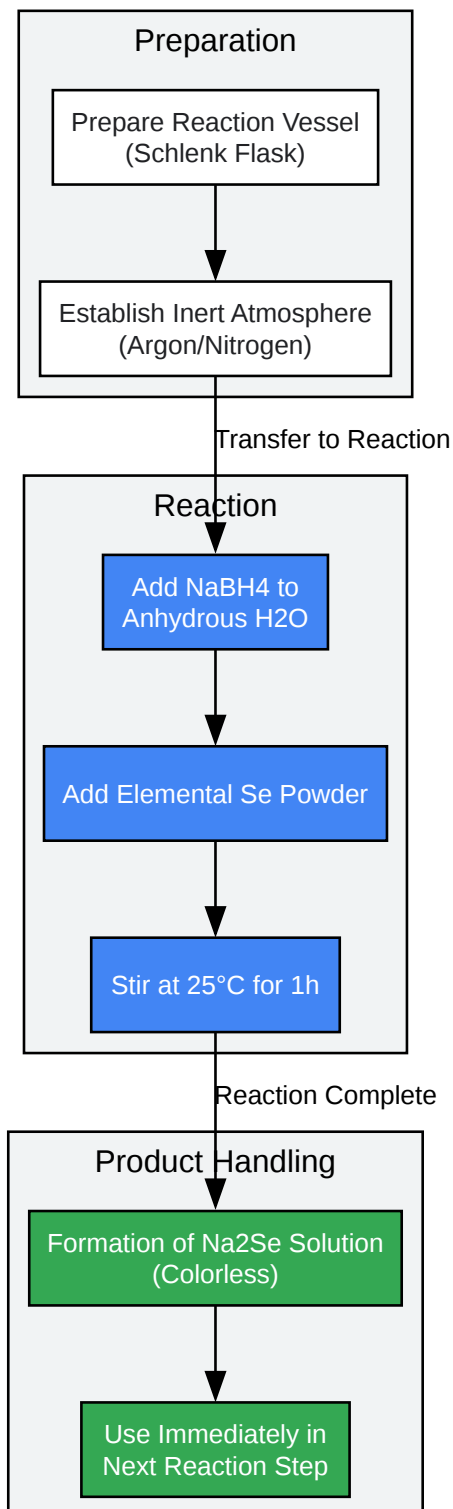 Preparation
Prepare Reaction Vessel
(Schlenk Flask)
Establish Inert Atmosphere
(Argon/Nitrogen)
Transfer to Reaction
Reaction
Add NaBH4 to
Anhydrous H2O
Add Elemental Se Powder
Stir at 25°C for 1h
Reaction Complete
Product Handling
Formation of Na2Se Solution
(Colorless)
Use Immediately in
Next Reaction Step